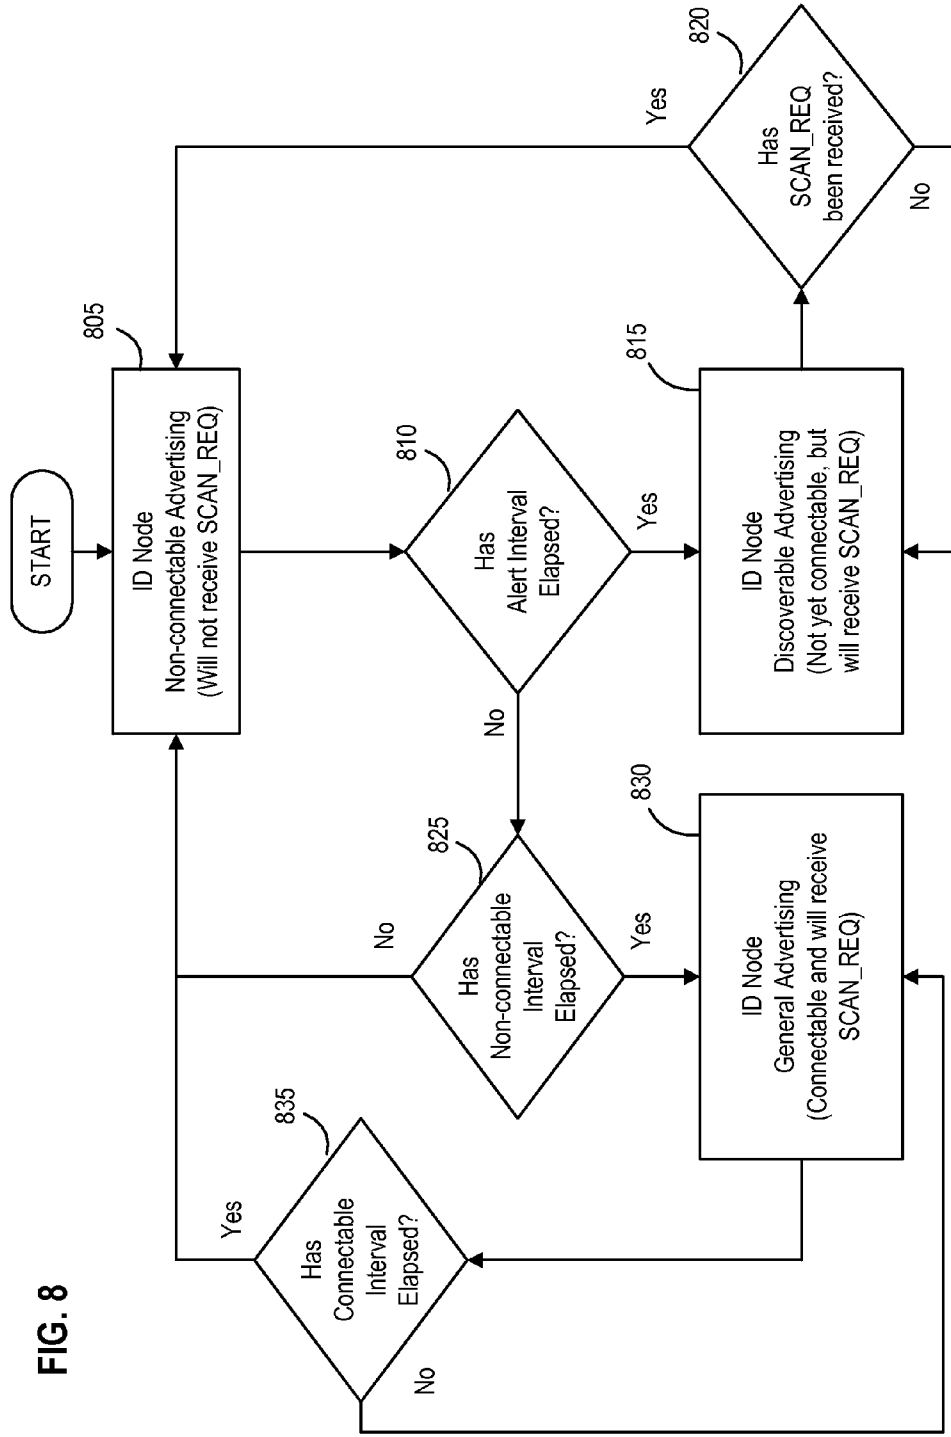 FIG. 8
START
805
ID Node
Non-connectable Advertising
(Will not receive SCAN_REQ)
810
Has
Alert Interval
Elapsed?
Yes
No
815
ID Node
Discoverable Advertising
(Not yet connectable, but
will receive SCAN_REQ)
820
Has
SCAN_REQ
been received?
Yes
No
825
Has
Non-connectable
Interval
Elapsed?
No
Yes
830
ID Node
General Advertising
(Connectable and will receive
SCAN_REQ)
835
Has
Connectable
Interval
Elapsed?
Yes
No